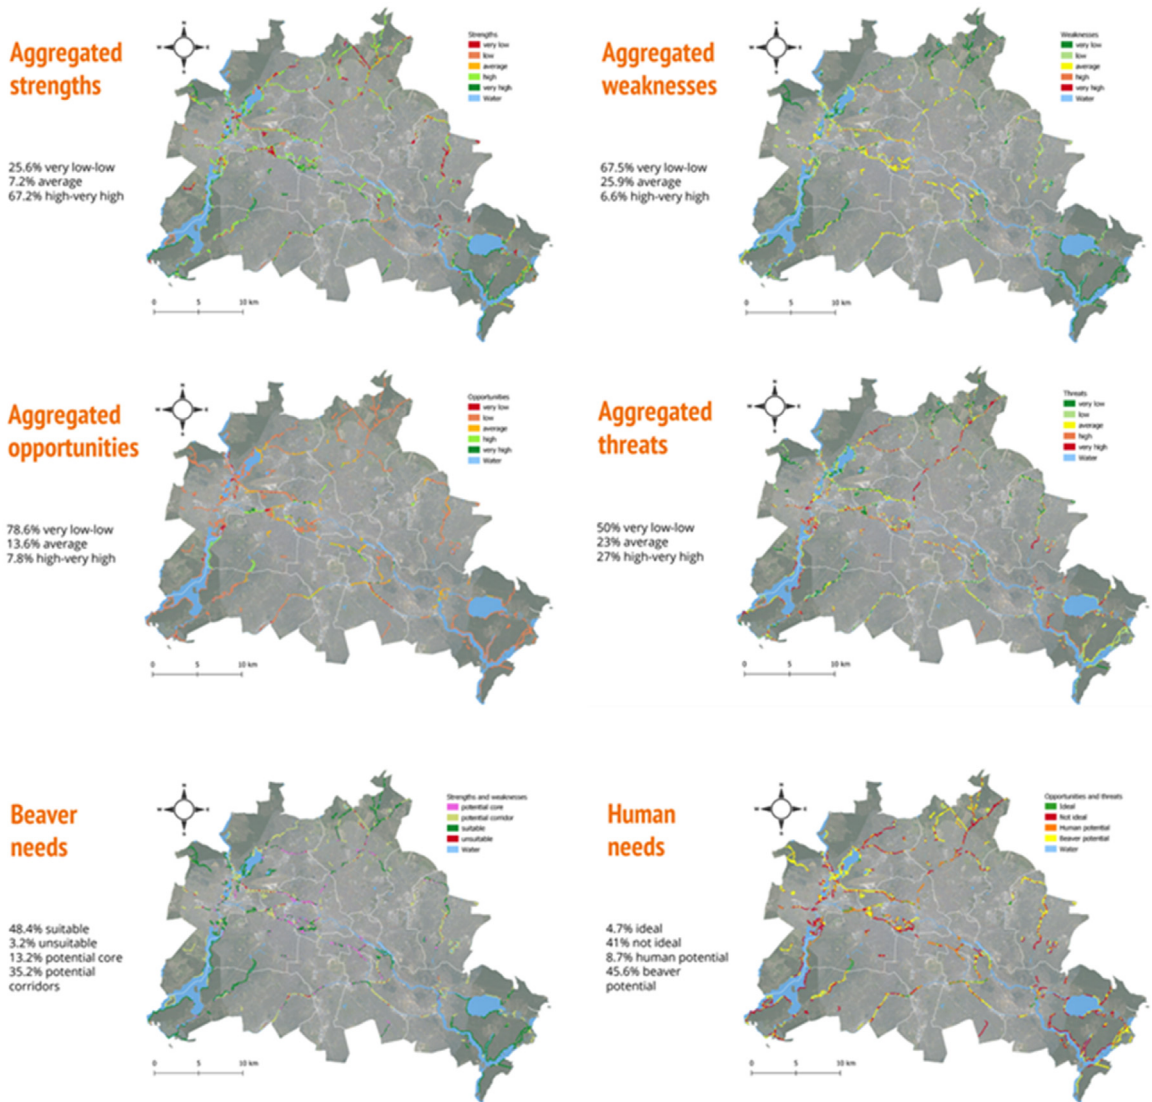 Aggregated
strengths
25.6% very low-low
7.2% average
67.2% high-very high
N
W
E
S
Strengths
very low
low
average
high
very high
Water
0 5 10 km
Aggregated
weaknesses
67.5% very low-low
25.9% average
6.6% high-very high
N
W
E
S
Weaknesses
very low
low
average
high
very high
Water
0 5 10 km
Aggregated
opportunities
78.6% very low-low
13.6% average
7.8% high-very high
N
W
E
S
Opportunities
very low
low
average
high
very high
Water
0 5 10 km
Aggregated
threats
50% very low-low
23% average
27% high-very high
N
W
E
S
Threats
very low
low
average
high
very high
Water
0 5 10 km
Beaver
needs
48.4% suitable
3.2% unsuitable
13.2% potential core
35.2% potential
corridors
N
W
E
S
Strengths and weaknesses
potential core
potential corridor
suitable
unsuitable
Water
0 5 10 km
Human
needs
4.7% ideal
41% not ideal
8.7% human potential
45.6% beaver
potential
N
W
E
S
Opportunities and threats
Ideal
Not ideal
Human potential
Beaver potential
Water
0 5 10 km